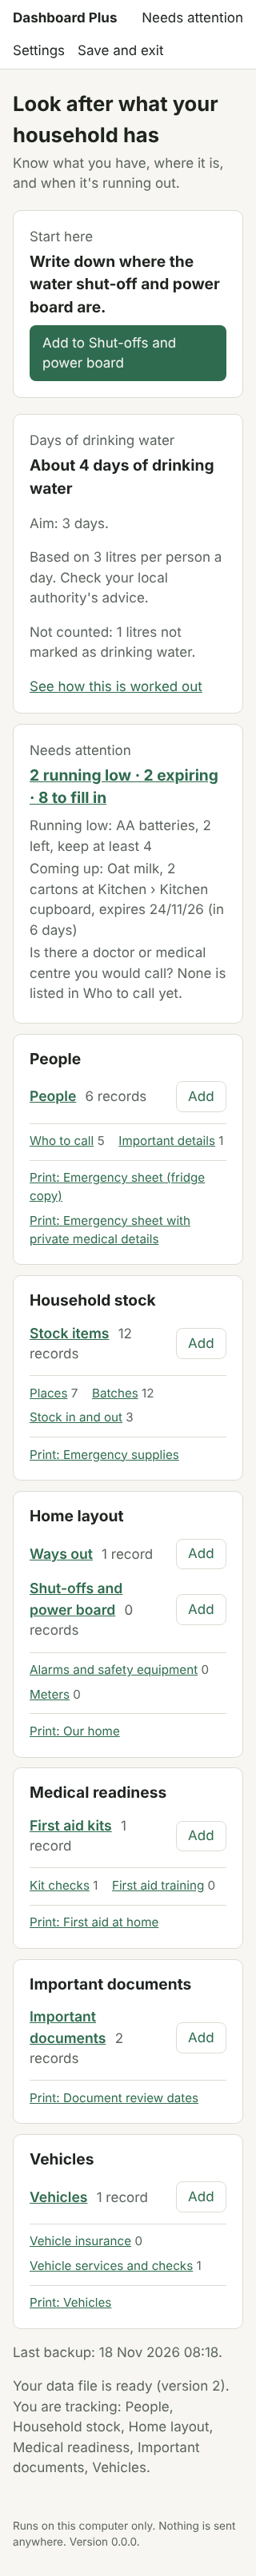 Dashboard Plus Needs attention
Settings Save and exit
Look after what your
household has
Know what you have, where it is,
and when it's running out.
Start here
Write down where the
water shut-off and power
board are.
Add to Shut-offs and
power board
Days of drinking water
About 4 days of drinking
water
Aim: 3 days.
Based on 3 litres per person a
day. Check your local
authority's advice.
Not counted: 1 litres not
marked as drinking water.
See how this is worked out
Needs attention
2 running low · 2 expiring
· 8 to fill in
Running low: AA batteries, 2
left, keep at least 4
Coming up: Oat milk, 2
cartons at Kitchen › Kitchen
cupboard, expires 24/11/26 (in
6 days)
Is there a doctor or medical
centre you would call? None is
listed in Who to call yet.
People
People 6 records Add
Who to call 5 Important details 1
Print: Emergency sheet (fridge
copy)
Print: Emergency sheet with
private medical details
Household stock
Stock items 12
records
Add
Places 7 Batches 12
Stock in and out 3
Print: Emergency supplies
Home layout
Ways out 1 record Add
Shut-offs and
power board 0
records
Add
Alarms and safety equipment 0
Meters 0
Print: Our home
Medical readiness
First aid kits 1
record
Add
Kit checks 1 First aid training 0
Print: First aid at home
Important documents
Important
documents 2
records
Add
Print: Document review dates
Vehicles
Vehicles 1 record Add
Vehicle insurance 0
Vehicle services and checks 1
Print: Vehicles
Last backup: 18 Nov 2026 08:18.
Your data file is ready (version 2).
You are tracking: People,
Household stock, Home layout,
Medical readiness, Important
documents, Vehicles.
Runs on this computer only. Nothing is sent
anywhere. Version 0.0.0.